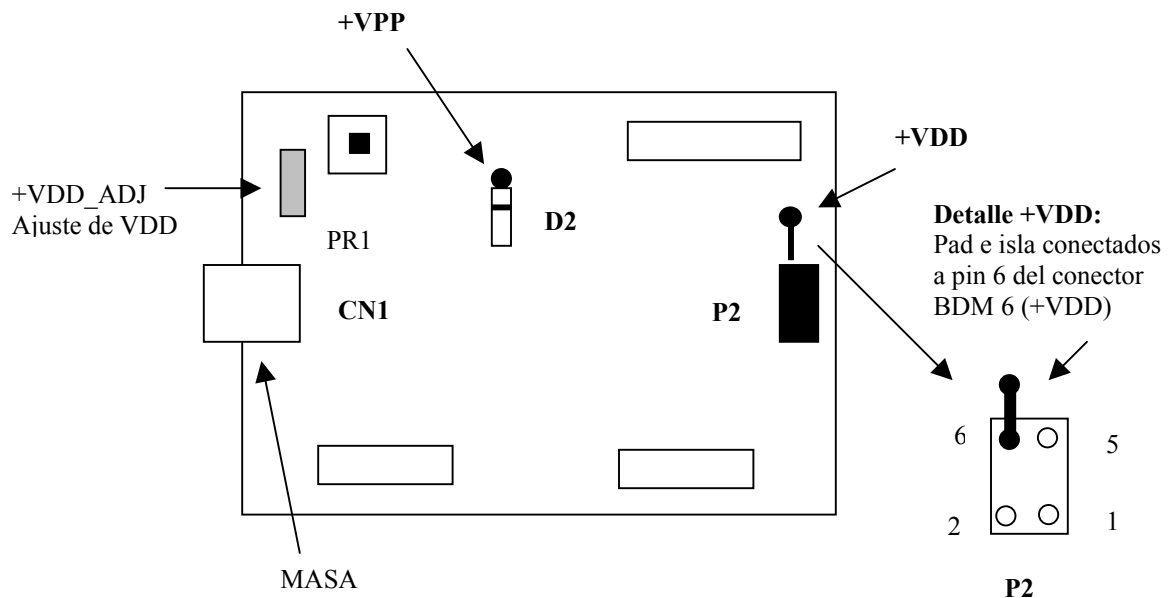 +VPP
+VDD
+VDD_ADJ
Ajuste de VDD
D2
Detalle +VDD:
Pad e isla conectados
a pin 6 del conector
BDM 6 (+VDD)
PR1
CN1
P2
6
5
2
1
MASA
P2